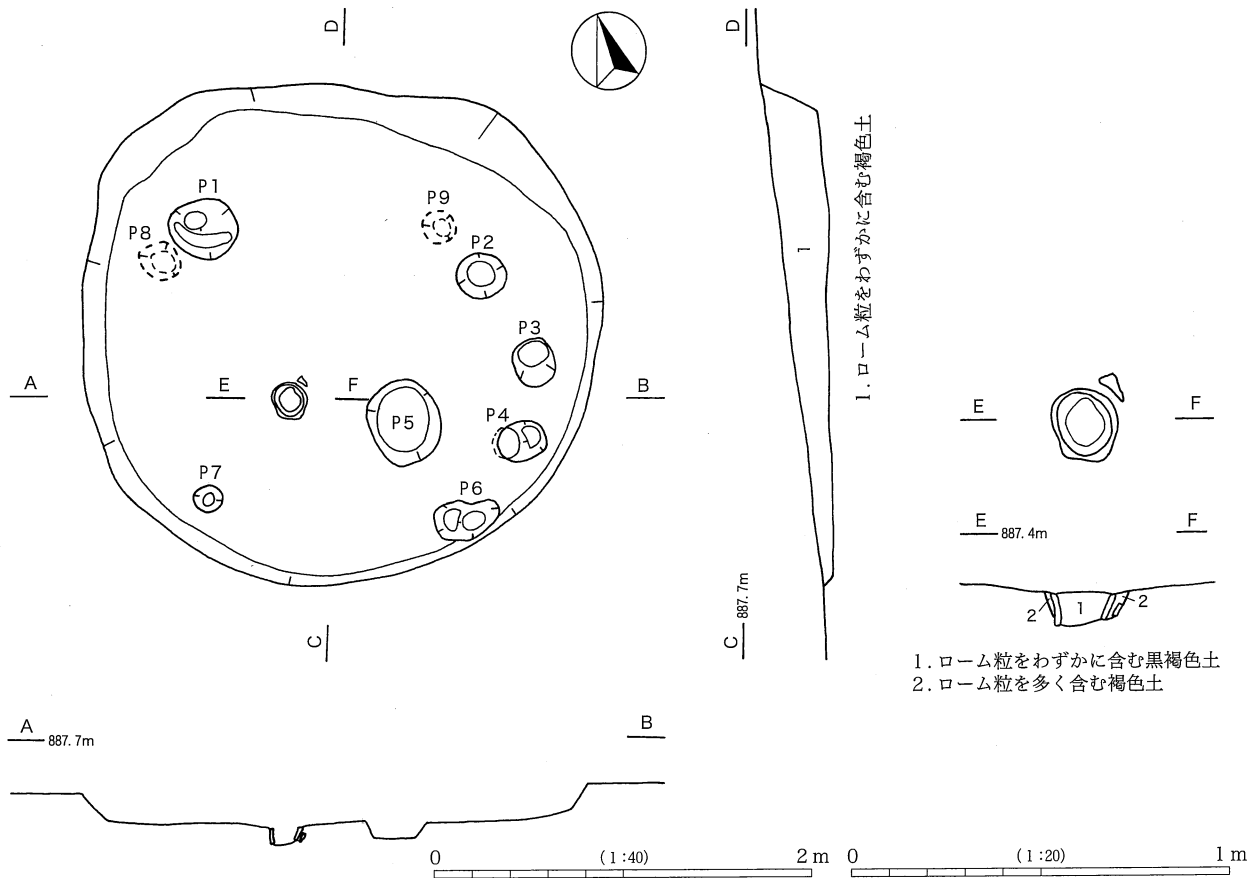 D
D
P1
P9
P8
P2
P3
A
E
F
B
P5
P4
P7
P6
C
1
1.ローム粒をわずかに含む褐色土
C 887.7m
E
F
E 887.4m
F
2
1
2
1.ローム粒をわずかに含む黒褐色土
2.ローム粒を多く含む褐色土
A 887.7m
B
0 (1:40) 2m
0 (1:20) 1m